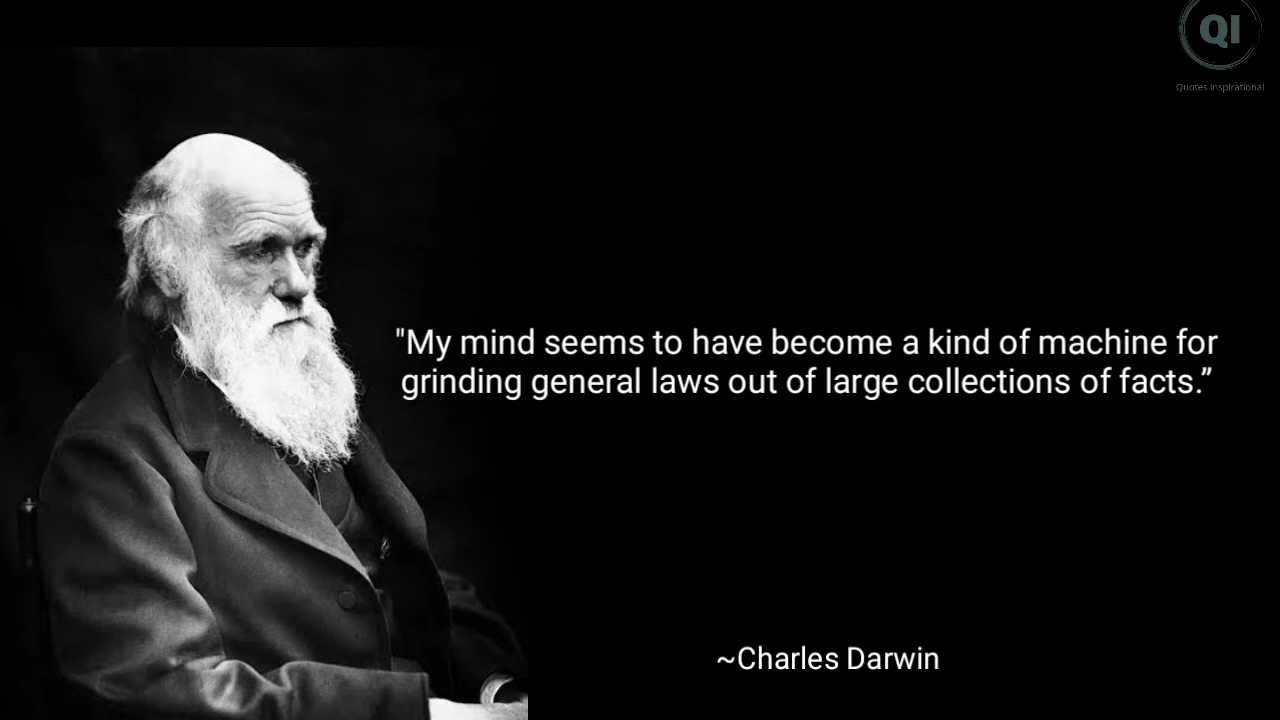 QI
Quotes Inspirational
"My mind seems to have become a kind of machine for
grinding general laws out of large collections of facts.”
~Charles Darwin